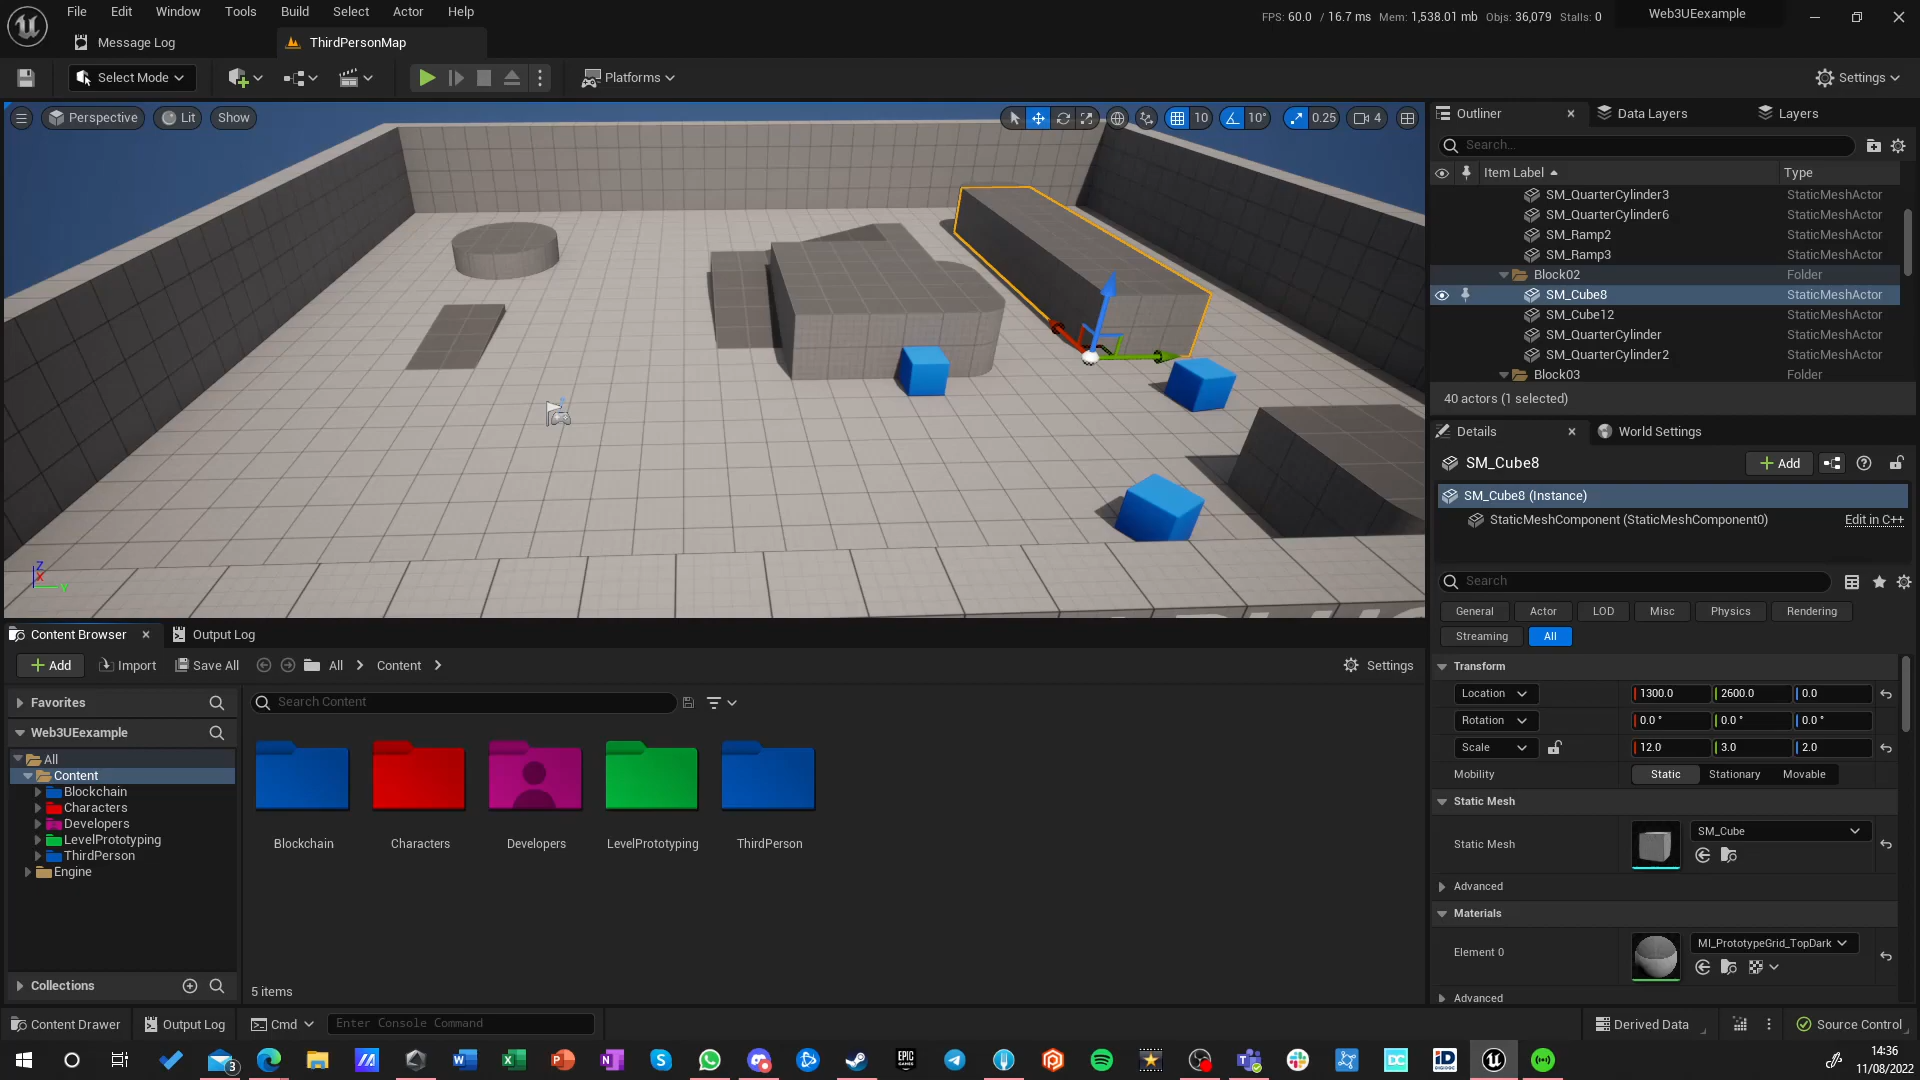 File Edit Window Tools Build Select Actor Help
FPS: 60.0 / 16.7 ms Mem: 1,538.01 mb Objs: 36,079 Stalls: 0
Web3UEexample
Message Log
ThirdPersonMap
Select Mode
Platforms
Settings
Perspective
Lit
Show
10
10°
0.25
4
Outliner
Data Layers
Layers
Search...
Item Label
Type
SM_QuarterCylinder3 StaticMeshActor
SM_QuarterCylinder6 StaticMeshActor
SM_Ramp2 StaticMeshActor
SM_Ramp3 StaticMeshActor
Block02 Folder
SM_Cube8 StaticMeshActor
SM_Cube12 StaticMeshActor
SM_QuarterCylinder StaticMeshActor
SM_QuarterCylinder2 StaticMeshActor
Block03 Folder
40 actors (1 selected)
Details
World Settings
SM_Cube8
Add
SM_Cube8 (Instance)
StaticMeshComponent (StaticMeshComponent0) Edit in C++
Search
General Actor LOD Misc Physics Rendering
Streaming All
Transform
Location 1300.0 2600.0 0.0
Rotation 0.0 ° 0.0 ° 0.0 °
Scale 12.0 3.0 2.0
Mobility Static Stationary Movable
Static Mesh
Static Mesh SM_Cube
Advanced
Materials
Element 0 MI_PrototypeGrid_TopDark
Advanced
Z
X
Y
Content Browser
Output Log
Add
Import
Save All
All
Content
Settings
Favorites
Web3UEexample
All
Content
Blockchain
Characters
Developers
LevelPrototyping
ThirdPerson
Engine
Collections
Search Content
Blockchain Characters Developers LevelPrototyping ThirdPerson
5 items
Content Drawer
Output Log
Cmd
Enter Console Command
Derived Data
Source Control
3
EPIC
GAMES
DC
iD
14:36
11/08/2022